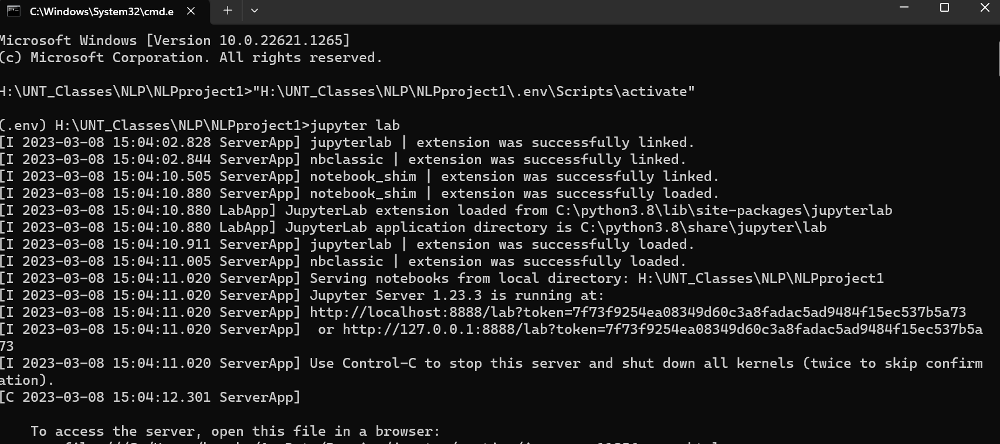 C:\Windows\System32\cmd.e
Microsoft Windows [Version 10.0.22621.1265]
(c) Microsoft Corporation. All rights reserved.
H:\UNT_Classes\NLP\NLPproject1>"H:\UNT_Classes\NLP\NLPproject1\.env\Scripts\activate"
(.env) H:\UNT_Classes\NLP\NLPproject1>jupyter lab
[I 2023-03-08 15:04:02.828 ServerApp] jupyterlab | extension was successfully linked.
[I 2023-03-08 15:04:02.844 ServerApp] nbclassic | extension was successfully linked.
[I 2023-03-08 15:04:10.505 ServerApp] notebook_shim | extension was successfully linked.
[I 2023-03-08 15:04:10.880 ServerApp] notebook_shim | extension was successfully loaded.
[I 2023-03-08 15:04:10.880 LabApp] JupyterLab extension loaded from C:\python3.8\lib\site-packages\jupyterlab
[I 2023-03-08 15:04:10.880 LabApp] JupyterLab application directory is C:\python3.8\share\jupyter\lab
[I 2023-03-08 15:04:10.911 ServerApp] jupyterlab | extension was successfully loaded.
[I 2023-03-08 15:04:11.005 ServerApp] nbclassic | extension was successfully loaded.
[I 2023-03-08 15:04:11.020 ServerApp] Serving notebooks from local directory: H:\UNT_Classes\NLP\NLPproject1
[I 2023-03-08 15:04:11.020 ServerApp] Jupyter Server 1.23.3 is running at:
[I 2023-03-08 15:04:11.020 ServerApp] http://localhost:8888/lab?token=7f73f9254ea08349d60c3a8fadac5ad9484f15ec537b5a73
[I 2023-03-08 15:04:11.020 ServerApp]  or http://127.0.0.1:8888/lab?token=7f73f9254ea08349d60c3a8fadac5ad9484f15ec537b5a
73
[I 2023-03-08 15:04:11.020 ServerApp] Use Control-C to stop this server and shut down all kernels (twice to skip confirm
ation).
[C 2023-03-08 15:04:12.301 ServerApp]
To access the server, open this file in a browser: